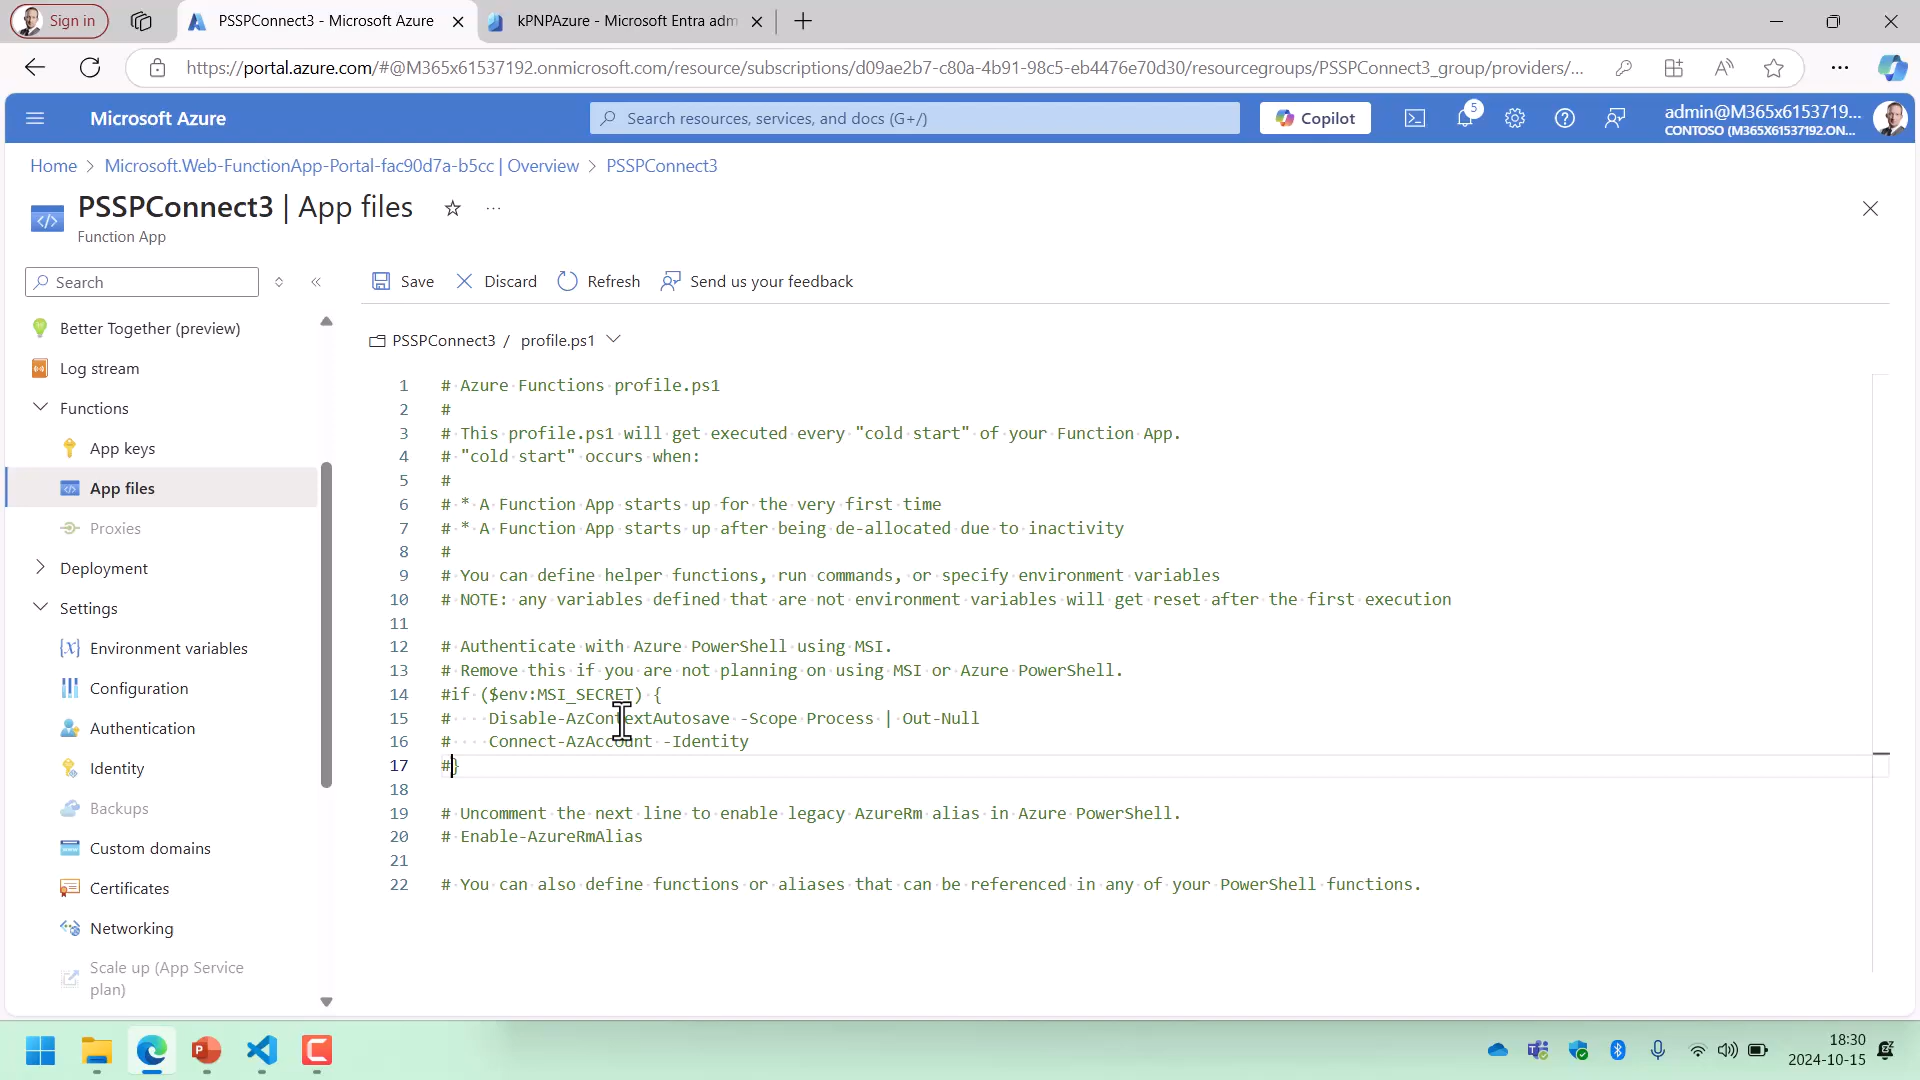 Sign in
PSSPConnect3 - Microsoft Azure
kPNPAzure - Microsoft Entra adm
https://portal.azure.com/#@M365x61537192.onmicrosoft.com/resource/subscriptions/d09ae2b7-c80a-4b91-98c5-eb4476e70d30/resourcegroups/PSSPConnect3_group/providers/...
Microsoft Azure
Search resources, services, and docs (G+/)
Copilot
5
admin@M365x6153719...
CONTOSO (M365X61537192.ON...
Home > Microsoft.Web-FunctionApp-Portal-fac90d7a-b5cc | Overview > PSSPConnect3
PSSPConnect3 | App files
Function App
Search
Save
Discard
Refresh
Send us your feedback
Better Together (preview)
Log stream
Functions
App keys
App files
Proxies
Deployment
Settings
Environment variables
Configuration
Authentication
Identity
Backups
Custom domains
Certificates
Networking
Scale up (App Service
plan)
PSSPConnect3 / profile.ps1
1 # Azure Functions profile.ps1
2 #
3 # This profile.ps1 will get executed every "cold start" of your Function App.
4 # "cold start" occurs when:
5 #
6 # * A Function App starts up for the very first time
7 # * A Function App starts up after being de-allocated due to inactivity
8 #
9 # You can define helper functions, run commands, or specify environment variables
10 # NOTE: any variables defined that are not environment variables will get reset after the first execution
11
12 # Authenticate with Azure PowerShell using MSI.
13 # Remove this if you are not planning on using MSI or Azure PowerShell.
14 #if ($env:MSI_SECRET) {
15 #    Disable-AzContextAutosave -Scope Process | Out-Null
16 #    Connect-AzAccount -Identity
17 #}
18
19 # Uncomment the next line to enable legacy AzureRm alias in Azure PowerShell.
20 # Enable-AzureRmAlias
21
22 # You can also define functions or aliases that can be referenced in any of your PowerShell functions.
18:30
2024-10-15